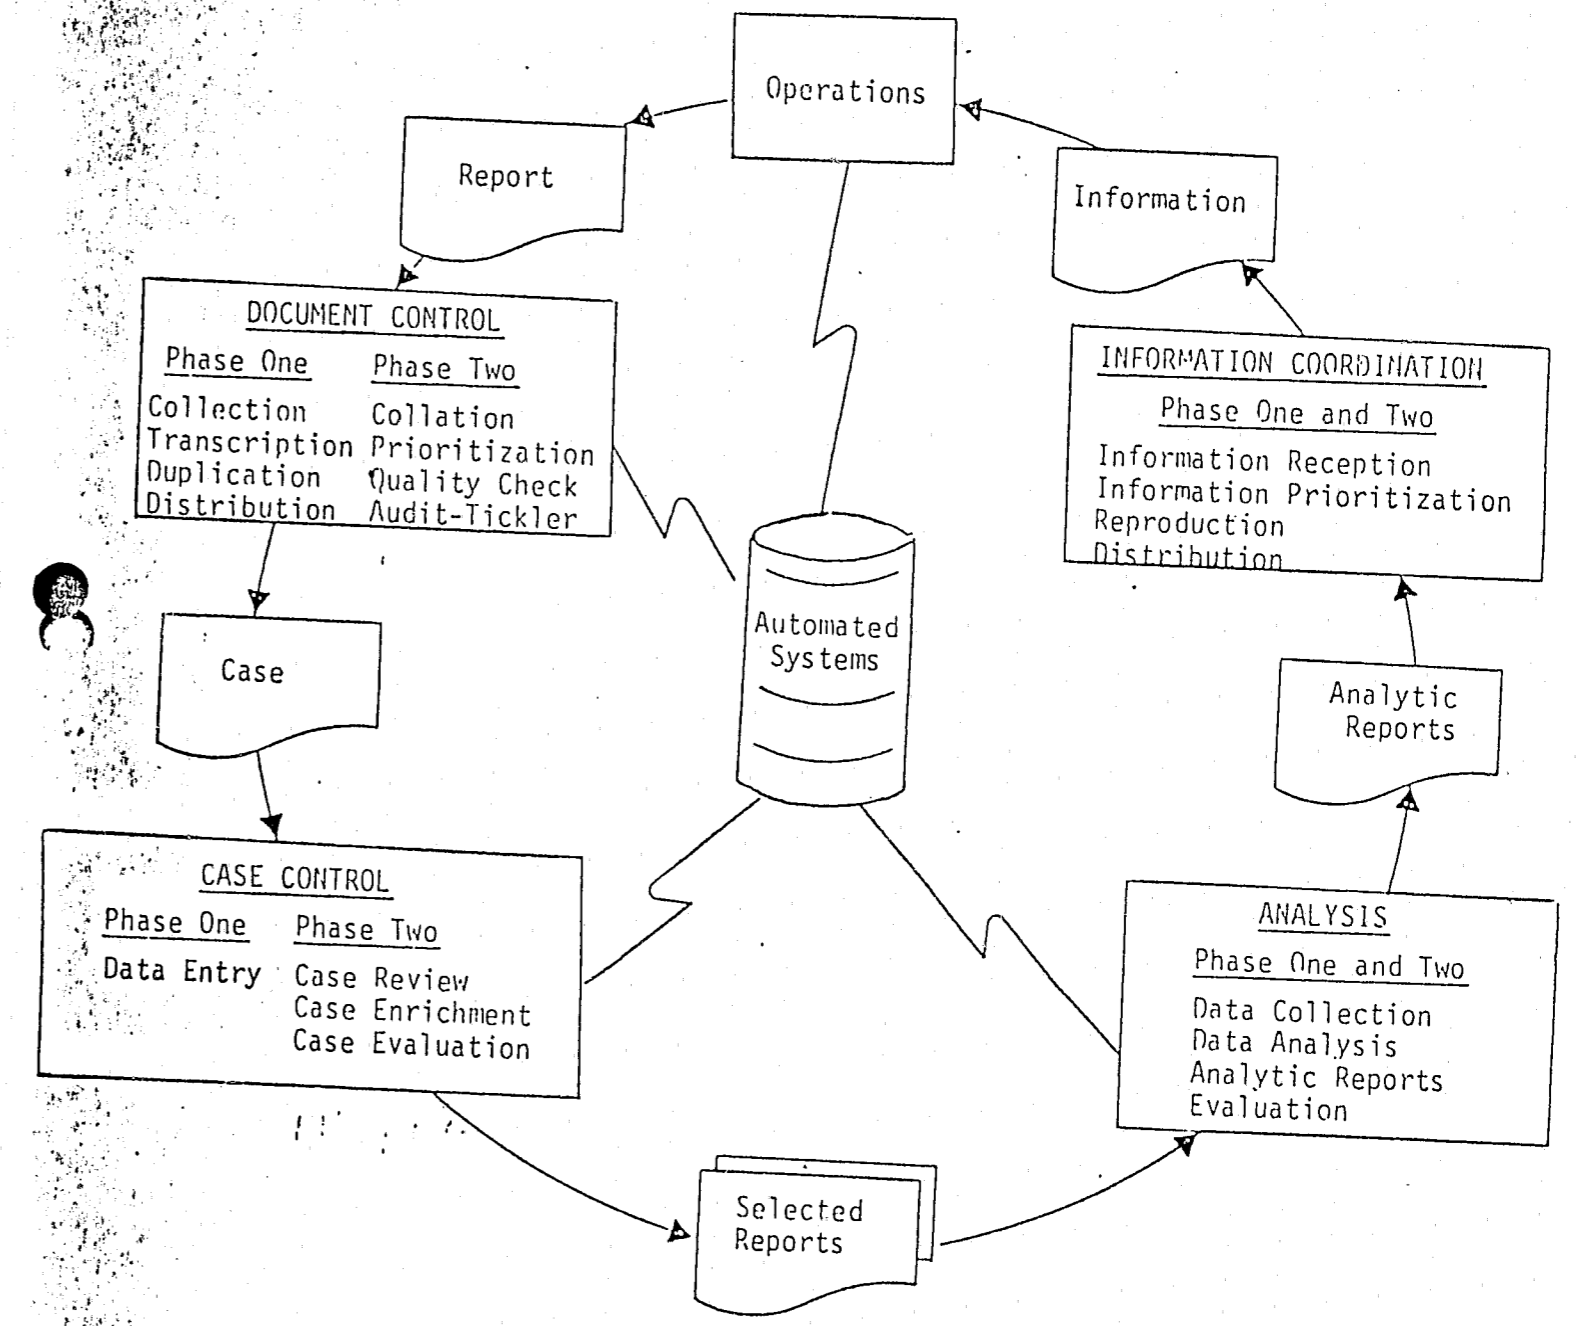 Operations
Report
Information
DOCUMENT CONTROL
Phase One
Collection
Transcription
Duplication
Distribution
Phase Two
Collation
Prioritization
Quality Check
Audit-Tickler
INFORMATION COORDINATION
Phase One and Two
Information Reception
Information Prioritization
Reproduction
Distribution
Automated
Systems
Case
Analytic
Reports
CASE CONTROL
Phase One
Data Entry
Phase Two
Case Review
Case Enrichment
Case Evaluation
ANALYSIS
Phase One and Two
Data Collection
Data Analysis
Analytic Reports
Evaluation
Selected
Reports